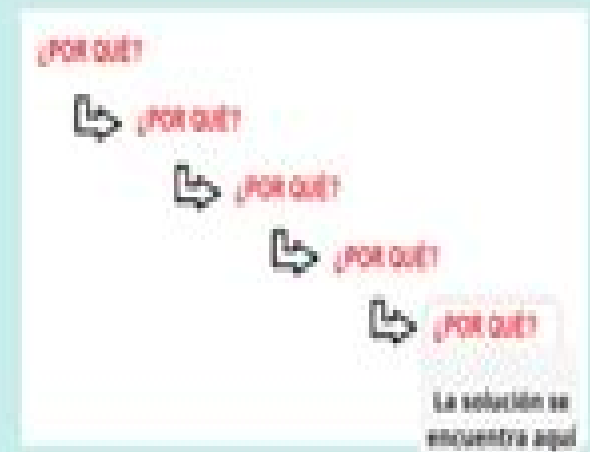 ¿POR QUÉ?
¿POR QUÉ?
¿POR QUÉ?
¿POR QUÉ?
¿POR QUÉ?
La solución se
encuentra aquí